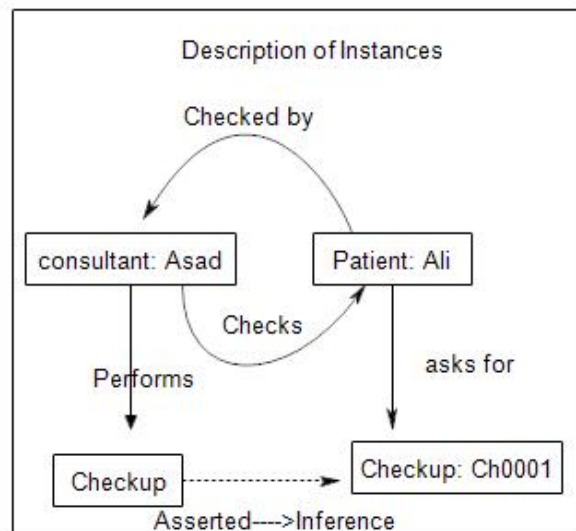 Description of Instances
Checked by
consultant: Asad
Patient: Ali
Checks
Performs
asks for
Checkup
Checkup: Ch0001
Asserted---->Inference